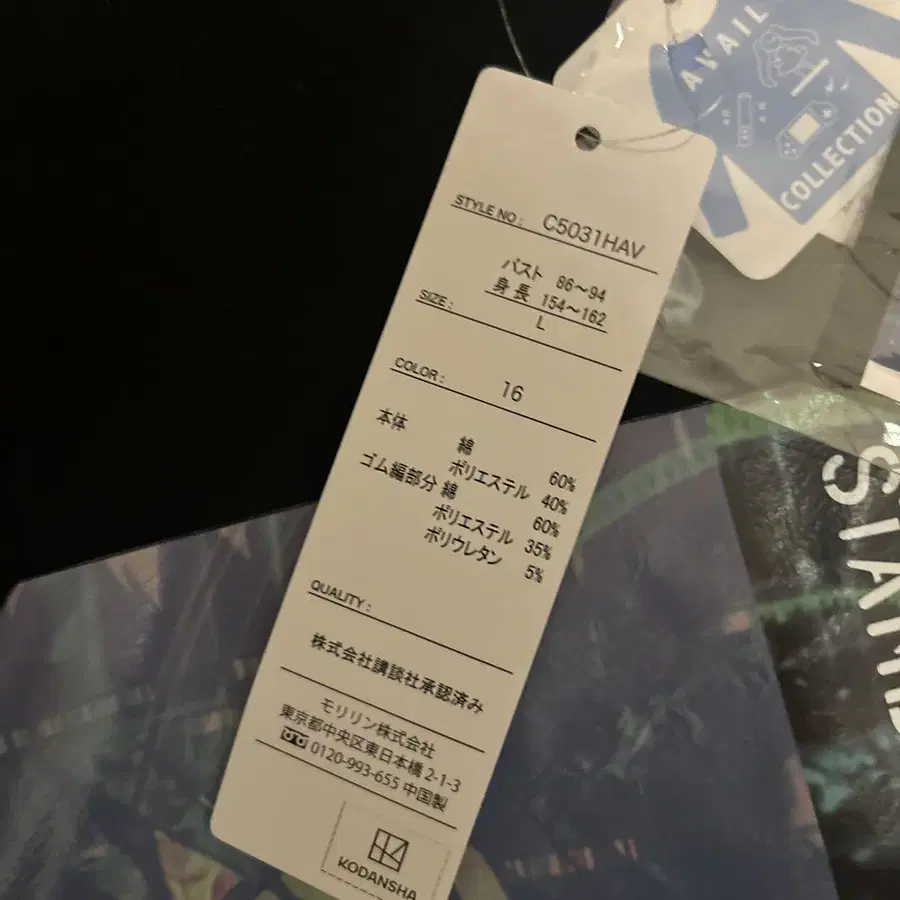 AVAIL
COLLECTION
STYLE NO: C5031HAV
バスト 86～94
身長 154～162
SIZE: L
COLOR: 16
本体 綿 60%
ポリエステル 40%
ゴム編部分 綿 60%
ポリエステル 35%
ポリウレタン 5%
QUALITY:
株式会社講談社承認済み
モリリン株式会社
東京都中央区東日本橋 2-1-3
0120-993-655 中国製
KODANSHA